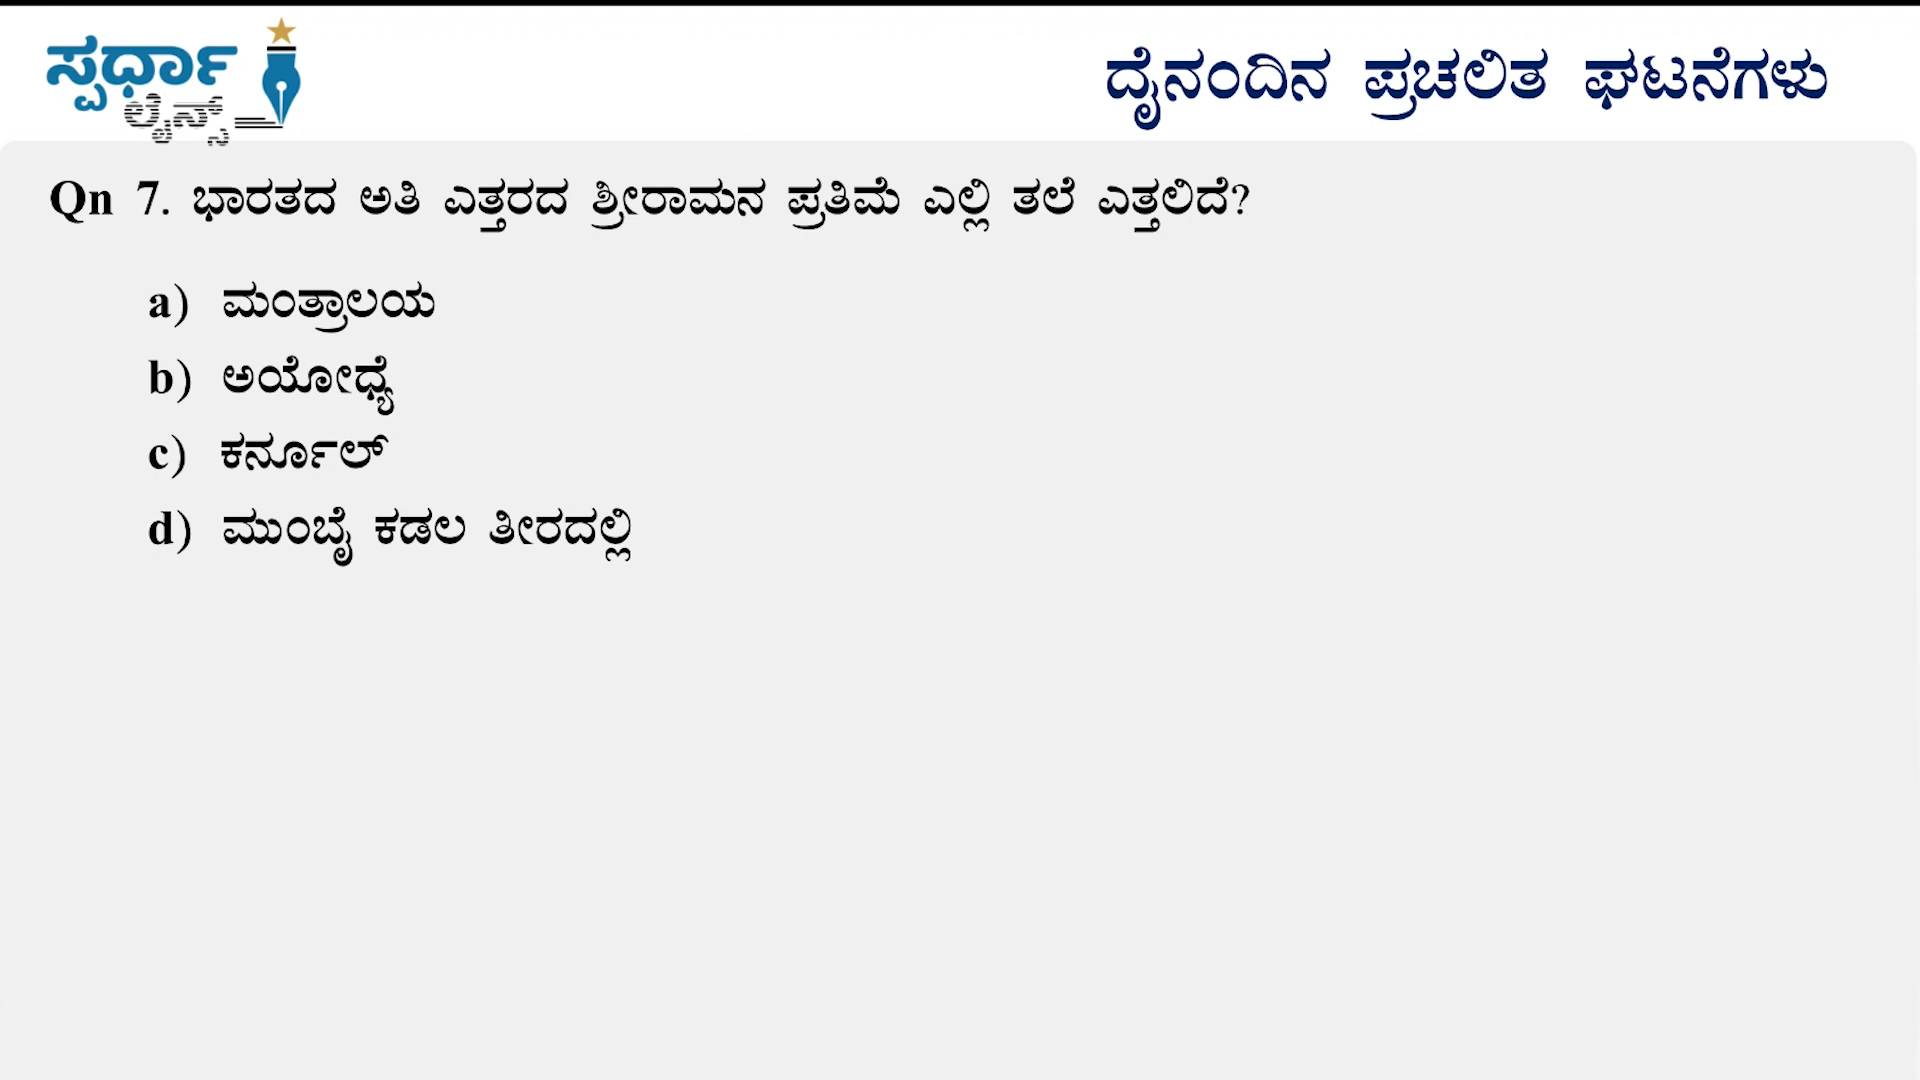 ಸ್ಪರ್ಧಾ
ಲೈನ್ಸ್
ದೈನಂದಿನ ಪ್ರಚಲಿತ ಘಟನೆಗಳು
Qn 7. ಭಾರತದ ಅತಿ ಎತ್ತರದ ಶ್ರೀರಾಮನ ಪ್ರತಿಮೆ ಎಲ್ಲಿ ತಲೆ ಎತ್ತಲಿದೆ?
a) ಮಂತ್ರಾಲಯ
b) ಅಯೋಧ್ಯೆ
c) ಕರ್ನೂಲ್
d) ಮುಂಬೈ ಕಡಲ ತೀರದಲ್ಲಿ